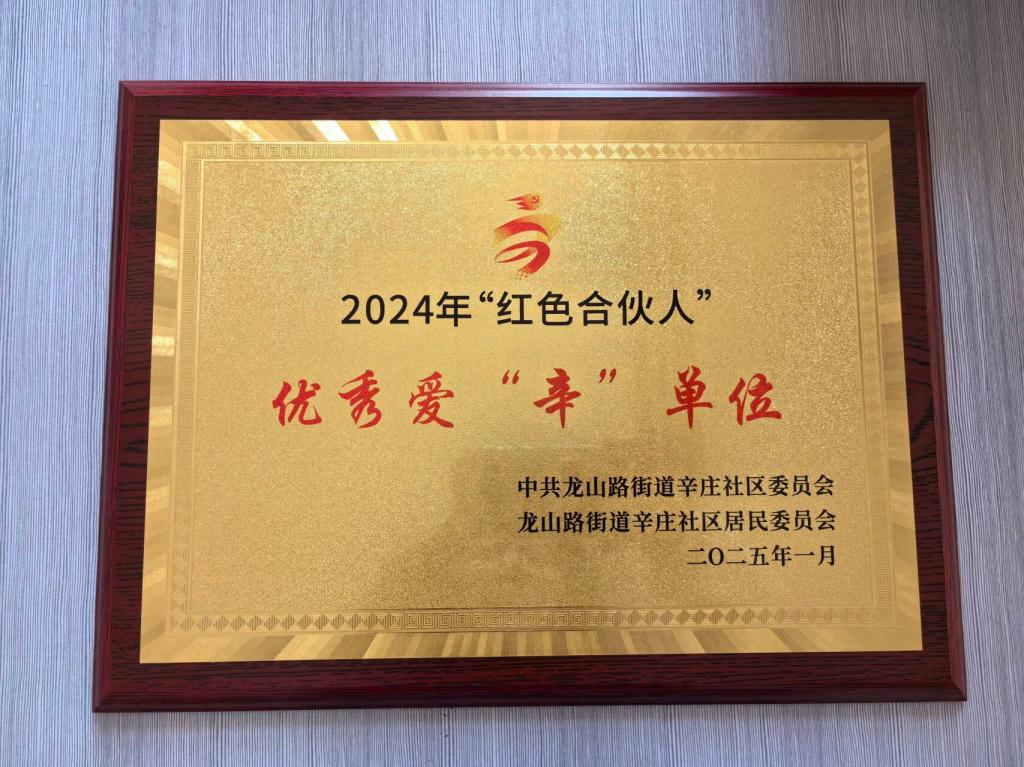 2024年“红色合伙人”
优秀爱“辛”单位
中共龙山路街道辛庄社区委员会
龙山路街道辛庄社区居民委员会
二〇二五年一月